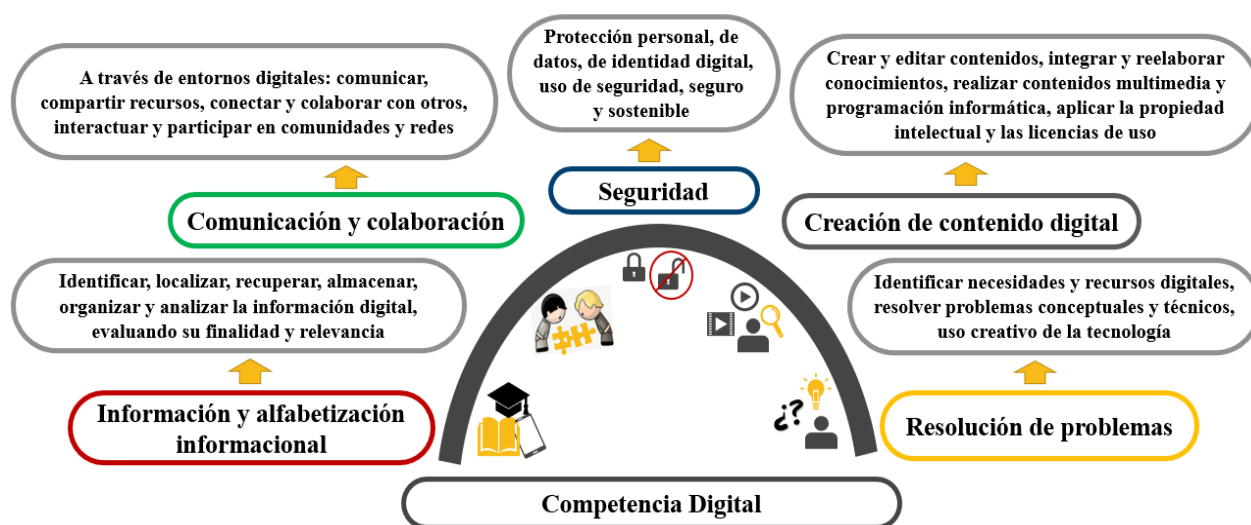 A través de entornos digitales: comunicar,
compartir recursos, conectar y colaborar con otros,
interactuar y participar en comunidades y redes
Comunicación y colaboración
Protección personal, de
datos, de identidad digital,
uso de seguridad, seguro
y sostenible
Seguridad
Crear y editar contenidos, integrar y reelaborar
conocimientos, realizar contenidos multimedia y
programación informática, aplicar la propiedad
intelectual y las licencias de uso
Creación de contenido digital
Identificar, localizar, recuperar, almacenar,
organizar y analizar la información digital,
evaluando su finalidad y relevancia
Información y alfabetización
informacional
Identificar necesidades y recursos digitales,
resolver problemas conceptuales y técnicos,
uso creativo de la tecnología
Resolución de problemas
¿?
Competencia Digital